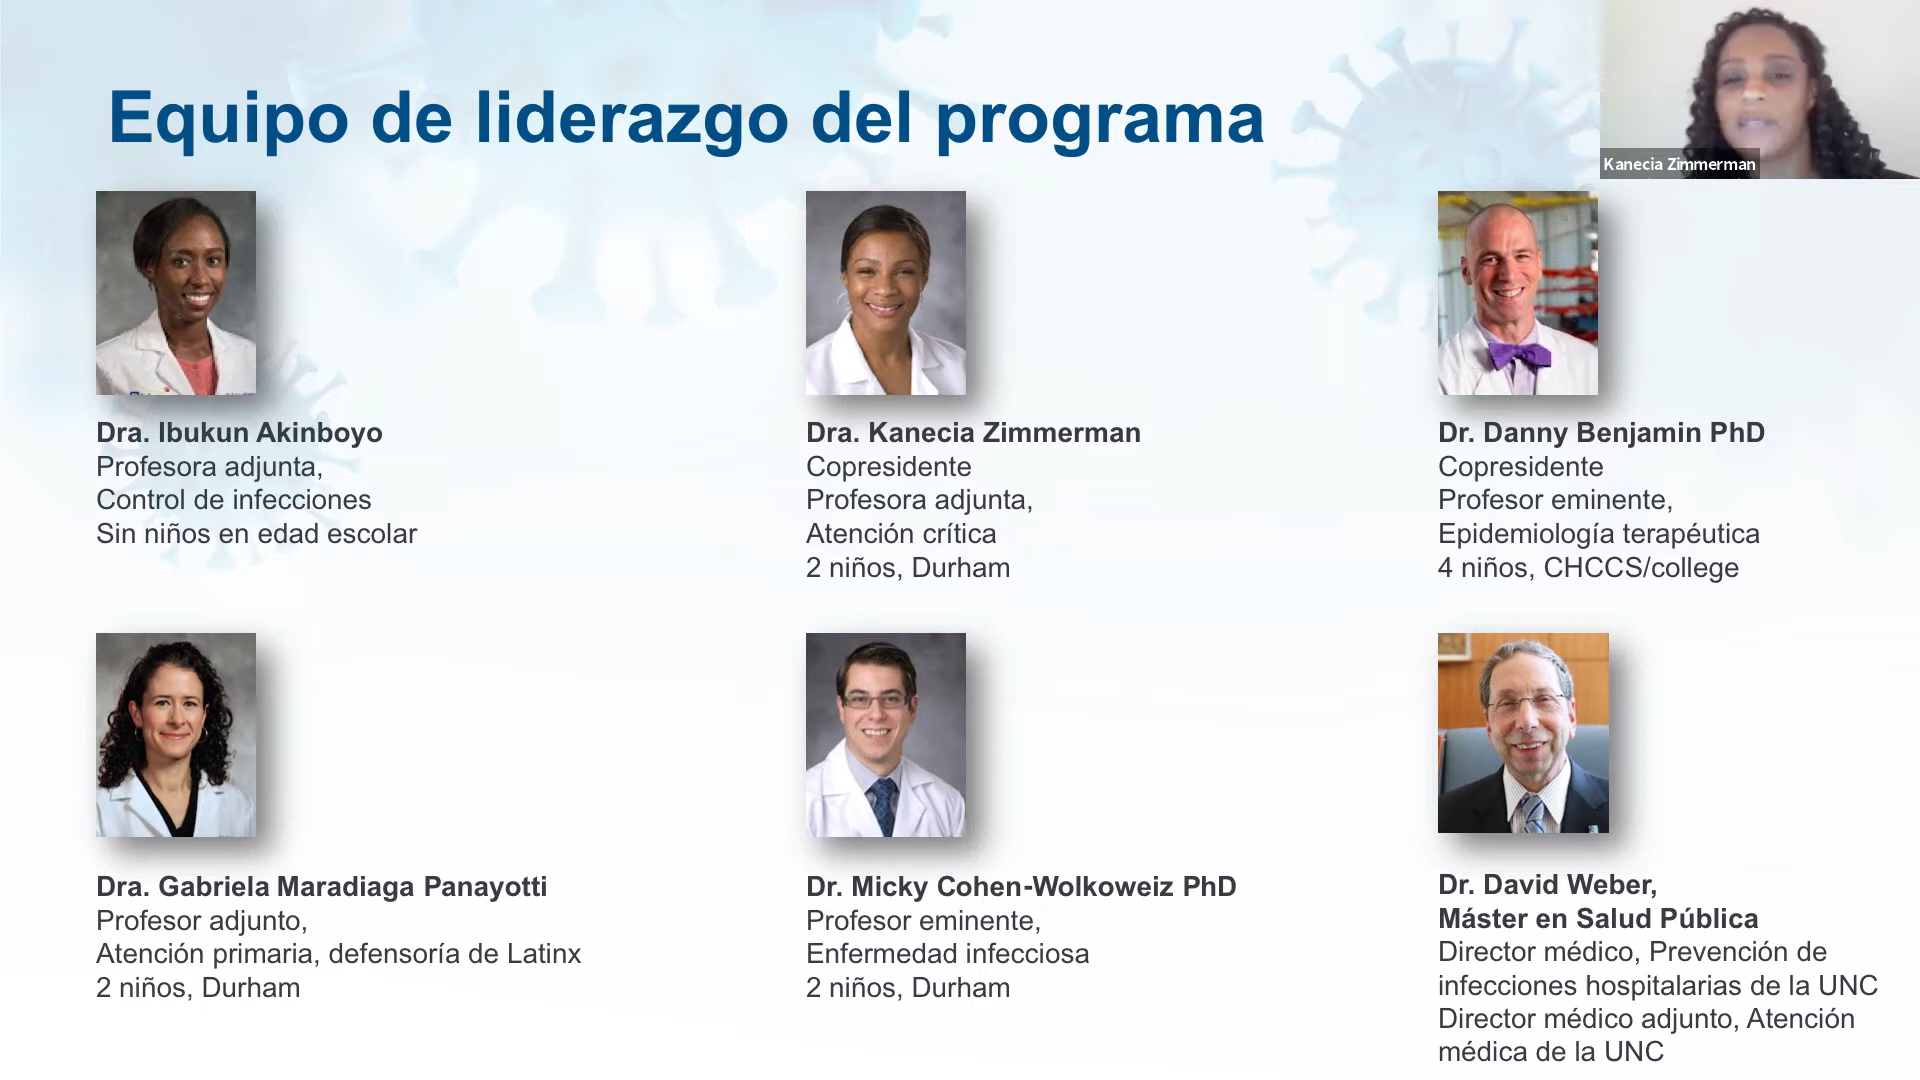 Equipo de liderazgo del programa
Kanecia Zimmerman
Dra. Ibukun Akinboyo
Profesora adjunta,
Control de infecciones
Sin niños en edad escolar
Dra. Kanecia Zimmerman
Copresidente
Profesora adjunta,
Atención crítica
2 niños, Durham
Dr. Danny Benjamin PhD
Copresidente
Profesor eminente,
Epidemiología terapéutica
4 niños, CHCCS/college
Dra. Gabriela Maradiaga Panayotti
Profesor adjunto,
Atención primaria, defensoría de Latinx
2 niños, Durham
Dr. Micky Cohen-Wolkoweiz PhD
Profesor eminente,
Enfermedad infecciosa
2 niños, Durham
Dr. David Weber,
Máster en Salud Pública
Director médico, Prevención de
infecciones hospitalarias de la UNC
Director médico adjunto, Atención
médica de la UNC